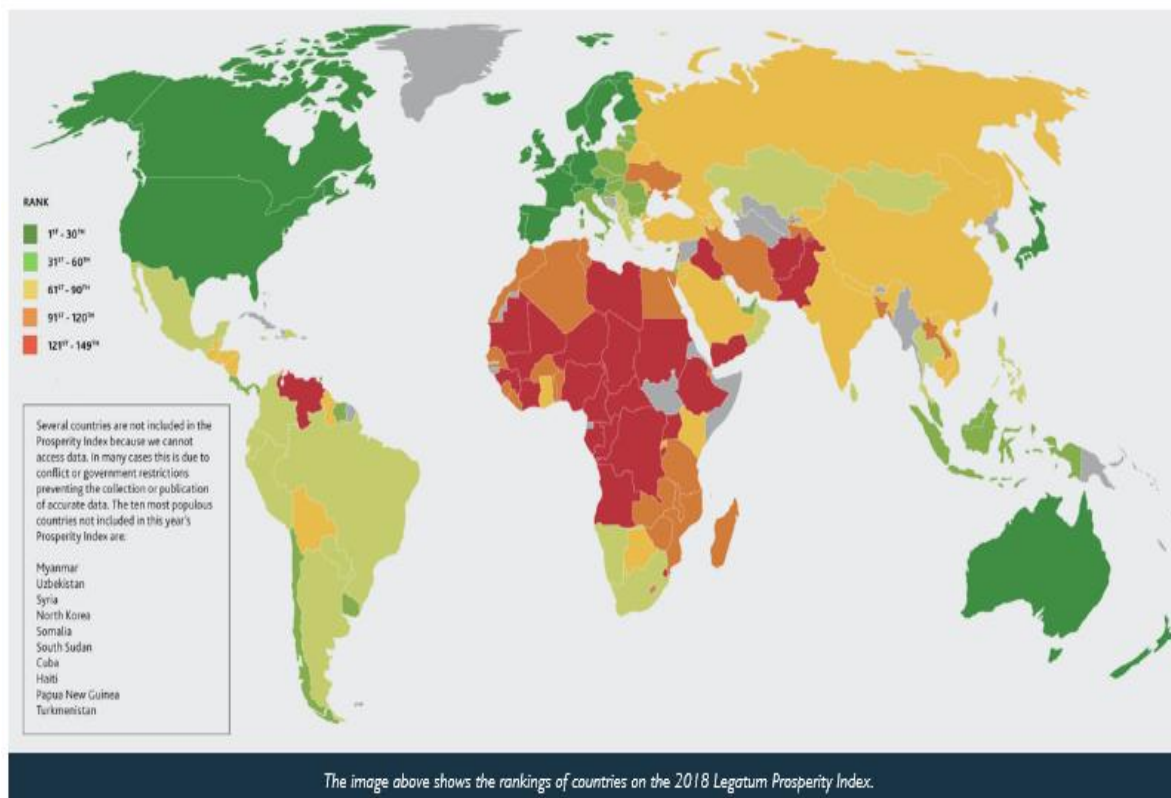 RANK
1ST - 30TH
31ST - 60TH
61ST - 90TH
91ST - 120TH
121ST - 149TH
Several countries are not included in the
Prosperity Index because we cannot
access data. In many cases this is due to
conflict or government restrictions
preventing the collection or publication
of accurate data. The ten most populous
countries not included in this year's
Prosperity Index are:
Myanmar
Uzbekistan
Syria
North Korea
Somalia
South Sudan
Cuba
Haiti
Papua New Guinea
Turkmenistan
The image above shows the rankings of countries on the 2018 Legatum Prosperity Index.